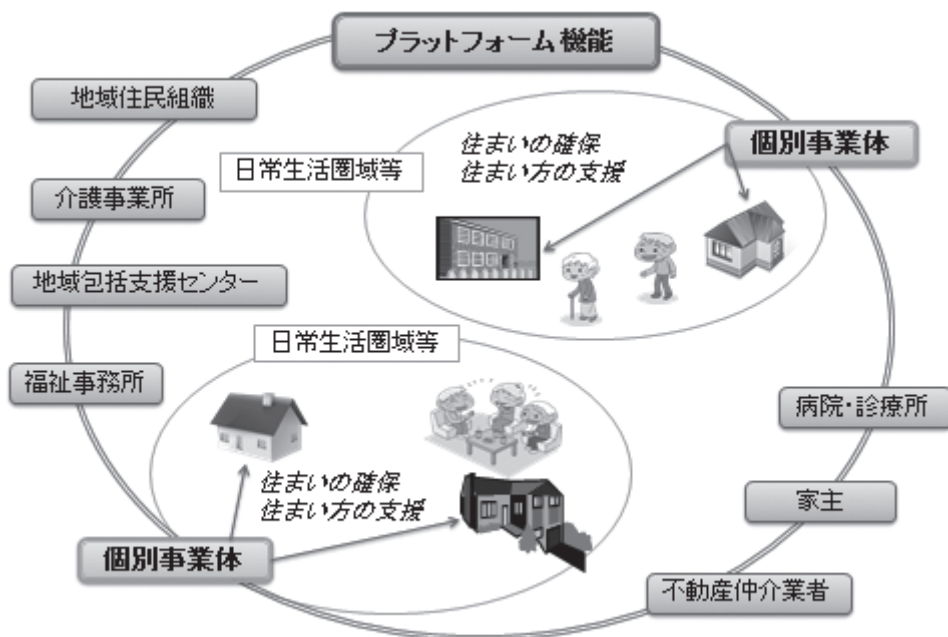 プラットフォーム機能
地域住民組織
住まいの確保
住まい方の支援
個別事業体
日常生活圏域等
介護事業所
地域包括支援センター
日常生活圏域等
福祉事務所
病院・診療所
住まいの確保
住まい方の支援
家主
個別事業体
不動産仲介業者